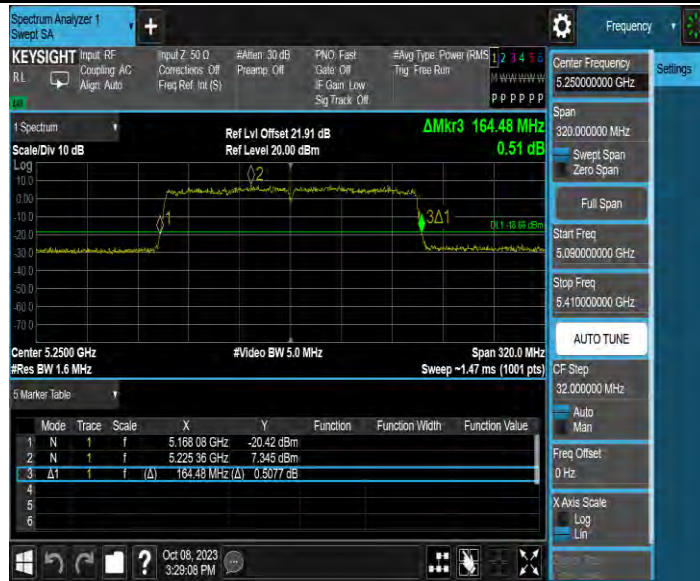 Spectrum Analyzer 1
Swept SA
+
Frequency
KEYSIGHT
RL
Input: RF
Coupling: AC
Align: Auto
Input Z: 50 Ω
Corrections: Off
Freq Ref: Int (S)
#Atten: 30 dB
Preamp: Off
PNO: Fast
Gate: Off
IF Gain: Low
Sig Track: Off
#Avg Type: Power (RMS
Trig: Free Run
1 2 3 4 5 6
M W W W W W
P P P P P P
1 Spectrum
Scale/Div 10 dB
Ref Lvl Offset 21.91 dB
Ref Level 20.00 dBm
ΔMkr3 164.48 MHz
0.51 dB
Log
10.0
0.00
-10.0
-20.0
-30.0
-40.0
-50.0
-60.0
-70.0
1
2
3Δ1
DL1 -18.66 dBm
Center 5.2500 GHz
#Res BW 1.6 MHz
#Video BW 5.0 MHz
Span 320.0 MHz
Sweep ~1.47 ms (1001 pts)
5 Marker Table
Mode Trace Scale X Y Function Function Width Function Value
1 N 1 f 5.168 08 GHz -20.42 dBm
2 N 1 f 5.225 36 GHz 7.345 dBm
3 Δ1 1 f (Δ) 164.48 MHz (Δ) 0.5077 dB
4
5
6
Oct 08, 2023
3:29:08 PM
?
Center Frequency
5.250000000 GHz
Settings
Span
320.000000 MHz
Swept Span
Zero Span
Full Span
Start Freq
5.090000000 GHz
Stop Freq
5.410000000 GHz
AUTO TUNE
CF Step
32.000000 MHz
Auto
Man
Freq Offset
0 Hz
X Axis Scale
Log
Lin